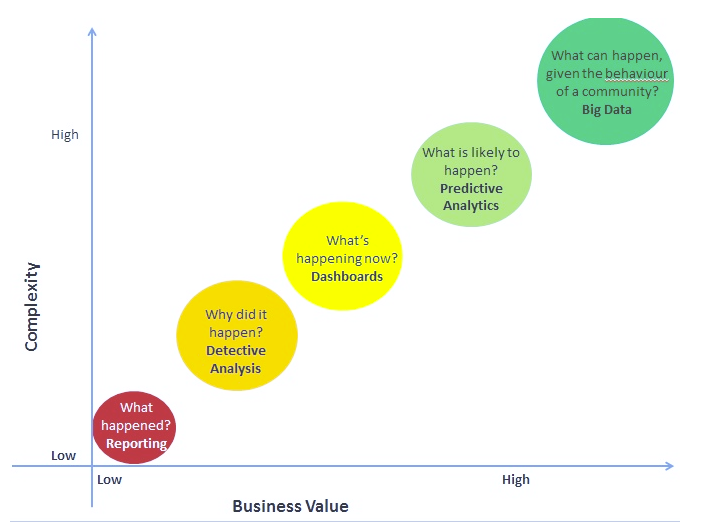 What can happen,
given the behaviour
of a community?
Big Data
High
What is likely to
happen?
Predictive
Analytics
What's
happening now?
Dashboards
Complexity
Why did it
happen?
Detective
Analysis
What
happened?
Reporting
Low
Low
High
Business Value